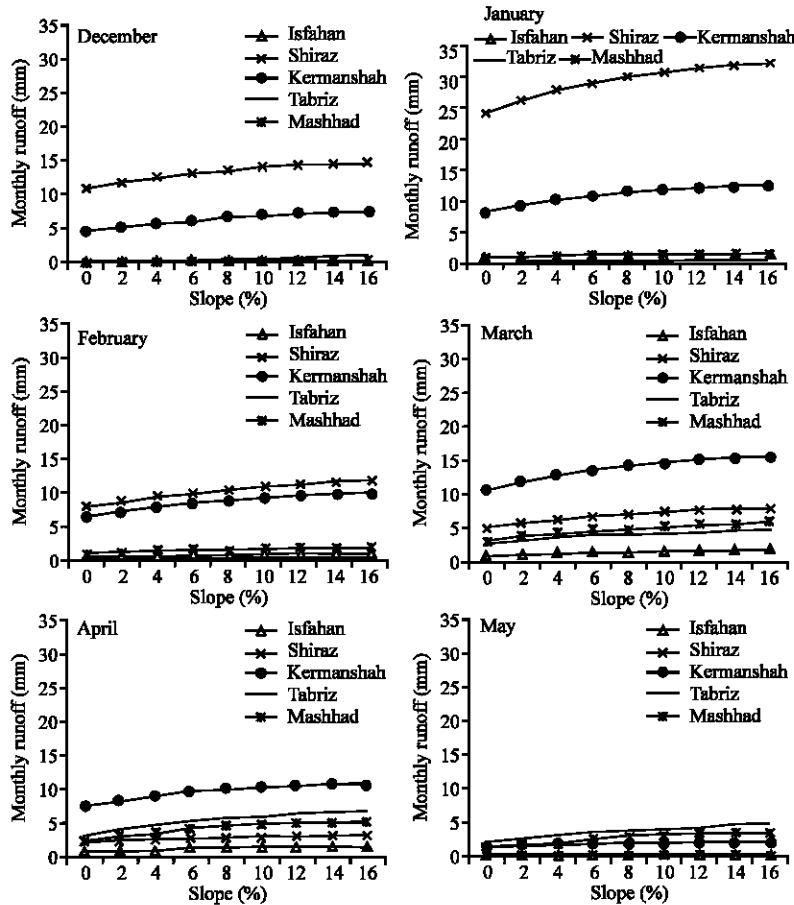 December
Isfahan
Shiraz
Kermanshah
Tabriz
Mashhad
Monthly runoff (mm)
35
30
25
20
15
10
5
0
0 2 4 6 8 10 12 14 16
Slope (%)
January
Isfahan Shiraz Kermanshah
Tabriz Mashhad
Monthly runoff (mm)
35
30
25
20
15
10
5
0
0 2 4 6 8 10 12 14 16
Slope (%)
February
Isfahan
Shiraz
Kermanshah
Tabriz
Mashhad
Monthly runoff (mm)
35
30
25
20
15
10
5
0
0 2 4 6 8 10 12 14 16
Slope (%)
March
Isfahan
Shiraz
Kermanshah
Tabriz
Mashhad
Monthly runoff (mm)
35
30
25
20
15
10
5
0
0 2 4 6 8 10 12 14 16
Slope (%)
April
Isfahan
Shiraz
Kermanshah
Tabriz
Mashhad
Monthly runoff (mm)
35
30
25
20
15
10
5
0
0 2 4 6 8 10 12 14 16
Slope (%)
May
Isfahan
Shiraz
Kermanshah
Tabriz
Mashhad
Monthly runoff (mm)
35
30
25
20
15
10
5
0
0 2 4 6 8 10 12 14 16
Slope (%)